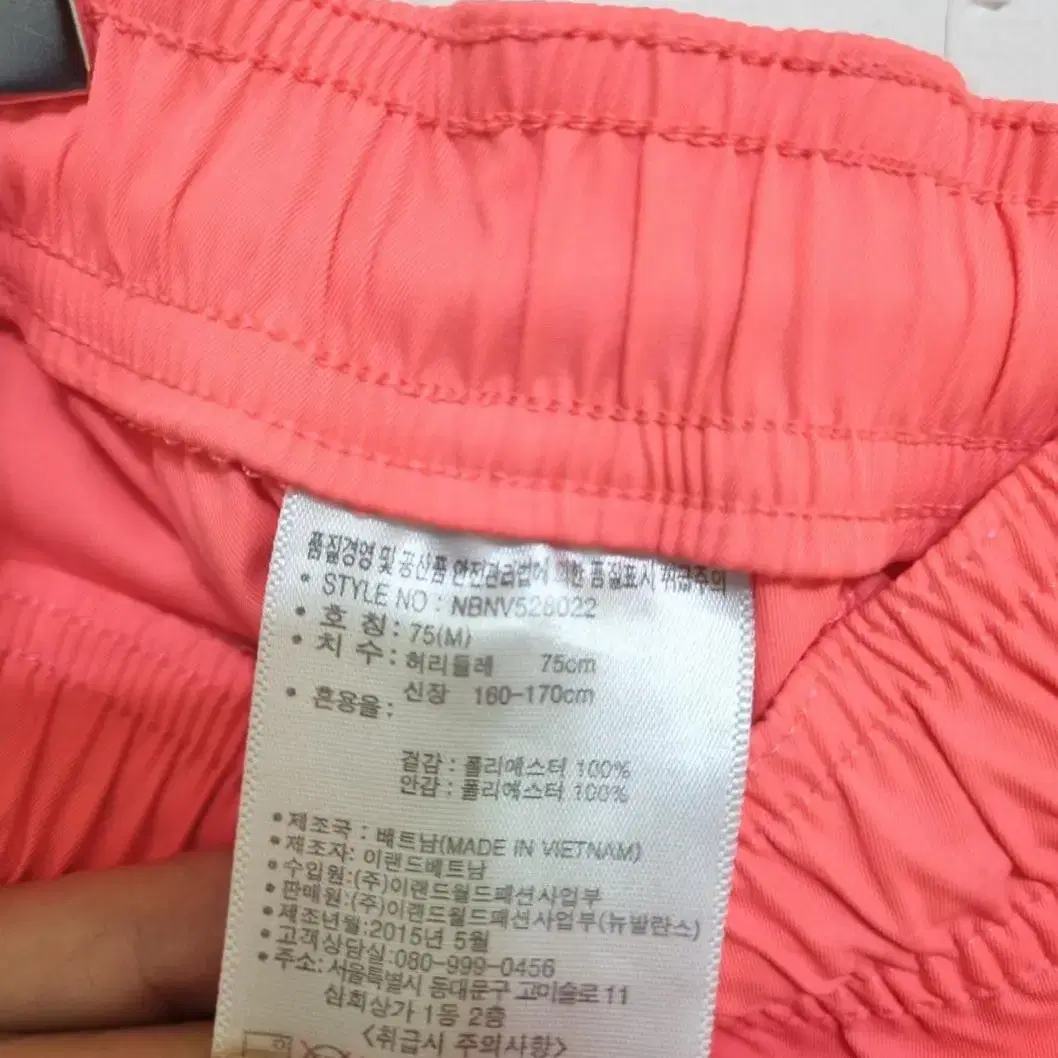 품질경영 및 공산품 안전관리법에 의한 품질표시 취급주의
• STYLE NO : NBNV528022
• 호 칭 : 75(M)
• 치 수 : 허리둘레 75cm
신장 160-170cm
• 혼용율 :
겉감 : 폴리에스터 100%
안감 : 폴리에스터 100%
• 제조국 : 베트남(MADE IN VIETNAM)
• 제조자: 이랜드베트남
• 수입원:(주)이랜드월드패션사업부
• 판매원:(주)이랜드월드패션사업부(뉴발란스)
• 제조년월:2015년 5월
• 고객상담실:080-999-0456
• 주소: 서울특별시 동대문구 고미술로11
삼희상가 1동 2층
<취급시 주의사항>